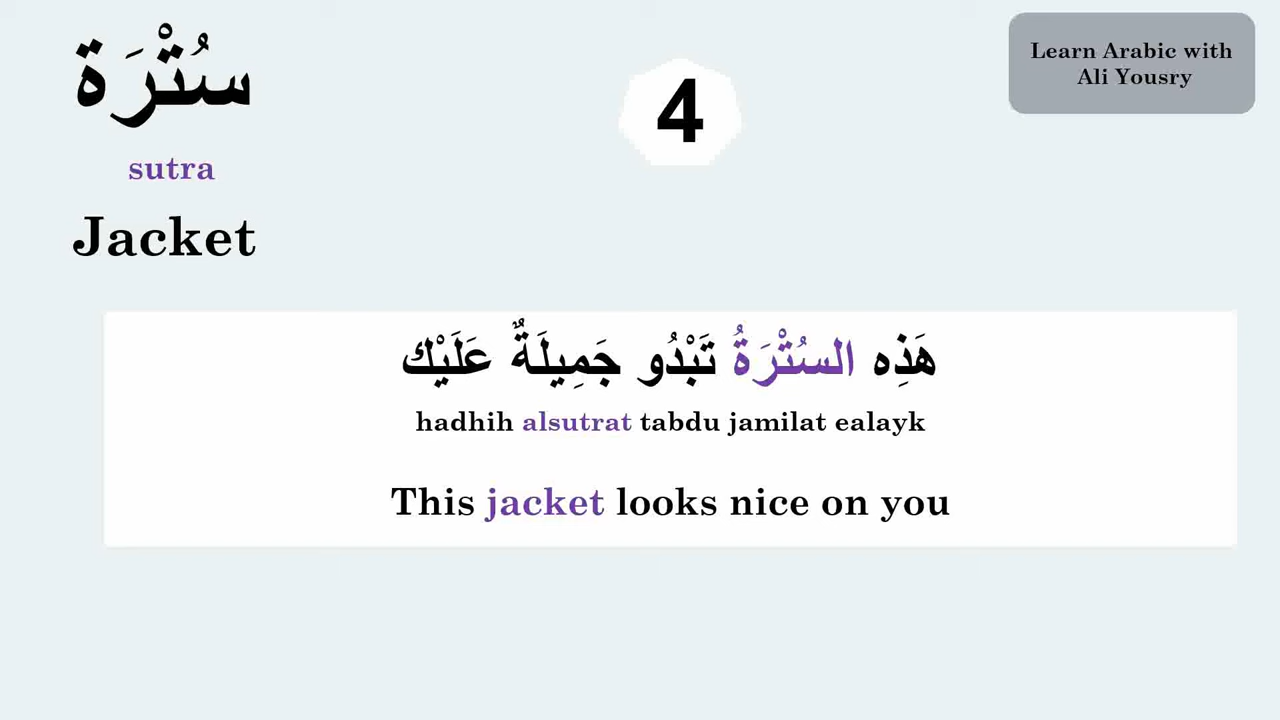 سُتْرَة
sutra
Jacket
4
Learn Arabic with
Ali Yousry
هَذِه السُتْرَةُ تَبْدُو جَمِيلَةٌ عَلَيْك
hadhih alsutrat tabdu jamilat ealayk
This jacket looks nice on you